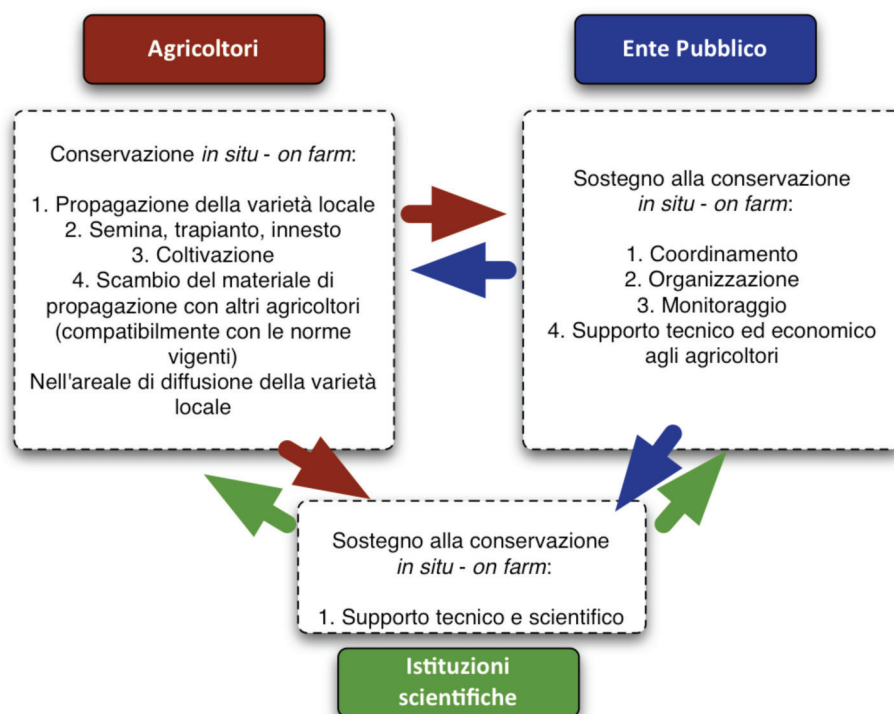 Agricoltori
Conservazione in situ - on farm:
1. Propagazione della varietà locale
2. Semina, trapianto, innesto
3. Coltivazione
4. Scambio del materiale di
propagazione con altri agricoltori
(compatibilmente con le norme
vigenti)
Nell'areale di diffusione della varietà
locale
Ente Pubblico
Sostegno alla conservazione
in situ - on farm:
1. Coordinamento
2. Organizzazione
3. Monitoraggio
4. Supporto tecnico ed economico
agli agricoltori
Sostegno alla conservazione
in situ - on farm:
1. Supporto tecnico e scientifico
Istituzioni
scientifiche